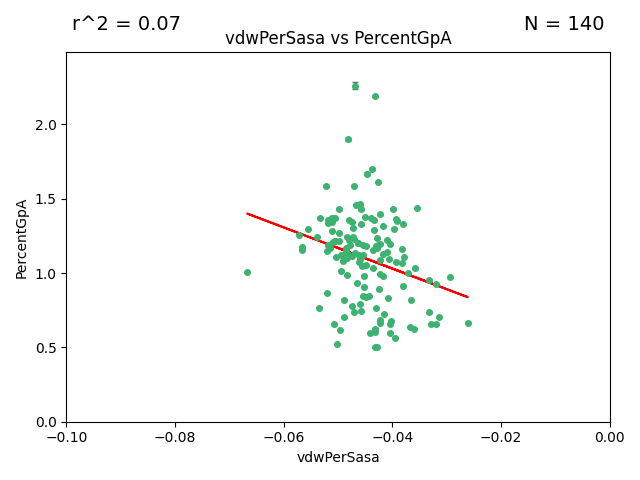 r^2 = 0.07
N = 140
vdwPerSasa vs PercentGpA
PercentGpA
2.0
1.5
1.0
0.5
0.0
−0.10
−0.08
−0.06
−0.04
−0.02
0.00
vdwPerSasa